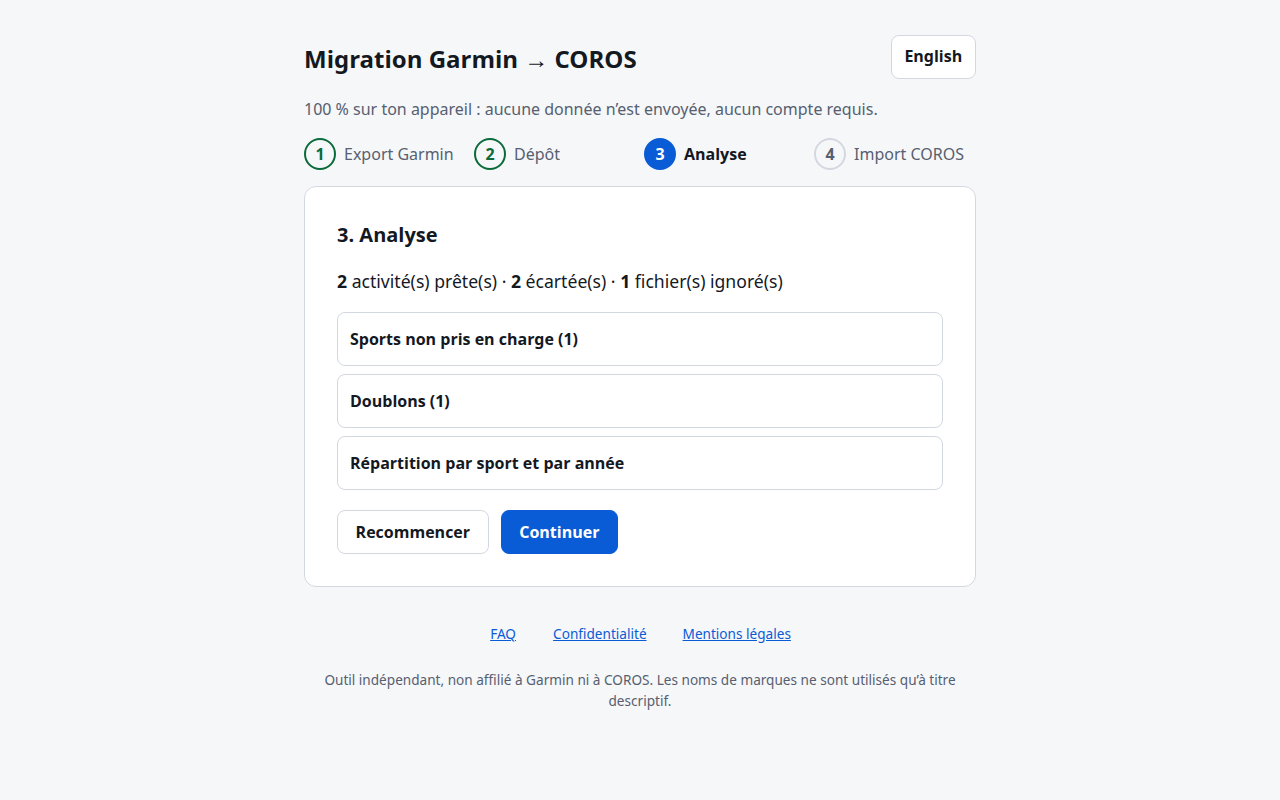 Migration Garmin → COROS
English
100 % sur ton appareil : aucune donnée n’est envoyée, aucun compte requis.
1 Export Garmin 2 Dépôt 3 Analyse 4 Import COROS
3. Analyse
2 activité(s) prête(s) · 2 écartée(s) · 1 fichier(s) ignoré(s)
Sports non pris en charge (1)
Doublons (1)
Répartition par sport et par année
Recommencer Continuer
FAQ Confidentialité Mentions légales
Outil indépendant, non affilié à Garmin ni à COROS. Les noms de marques ne sont utilisés qu’à titre
descriptif.